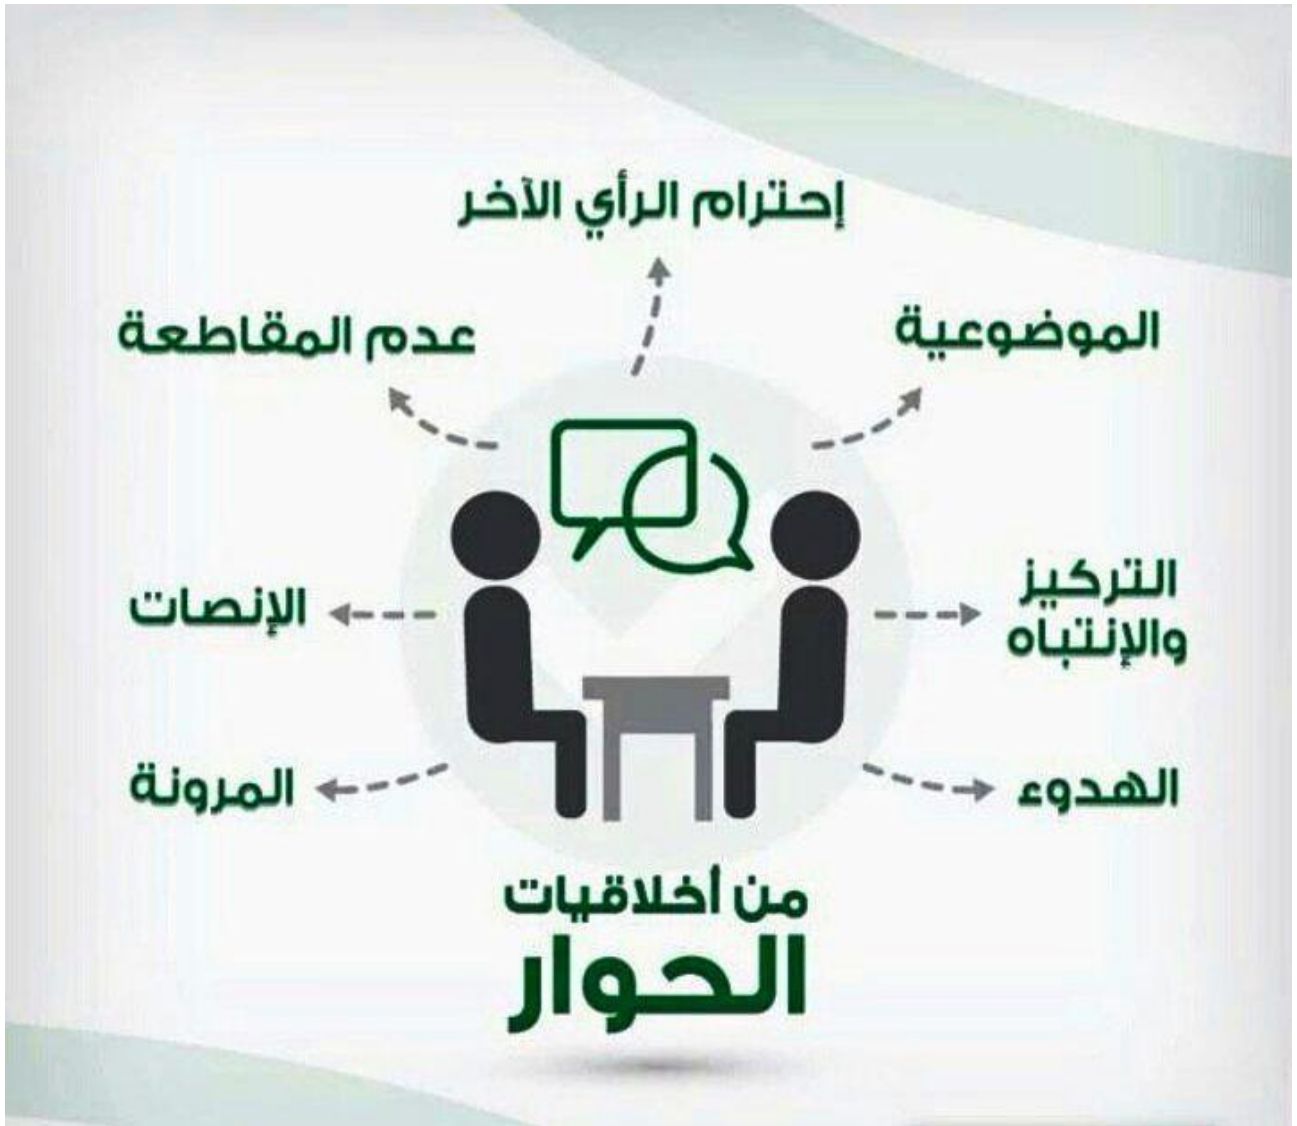 إحترام الرأي الآخر
الموضوعية
عدم المقاطعة
التركيز
والإنتباه
الإنصات
الهدوء
المرونة
من أخلاقيات
الحوار